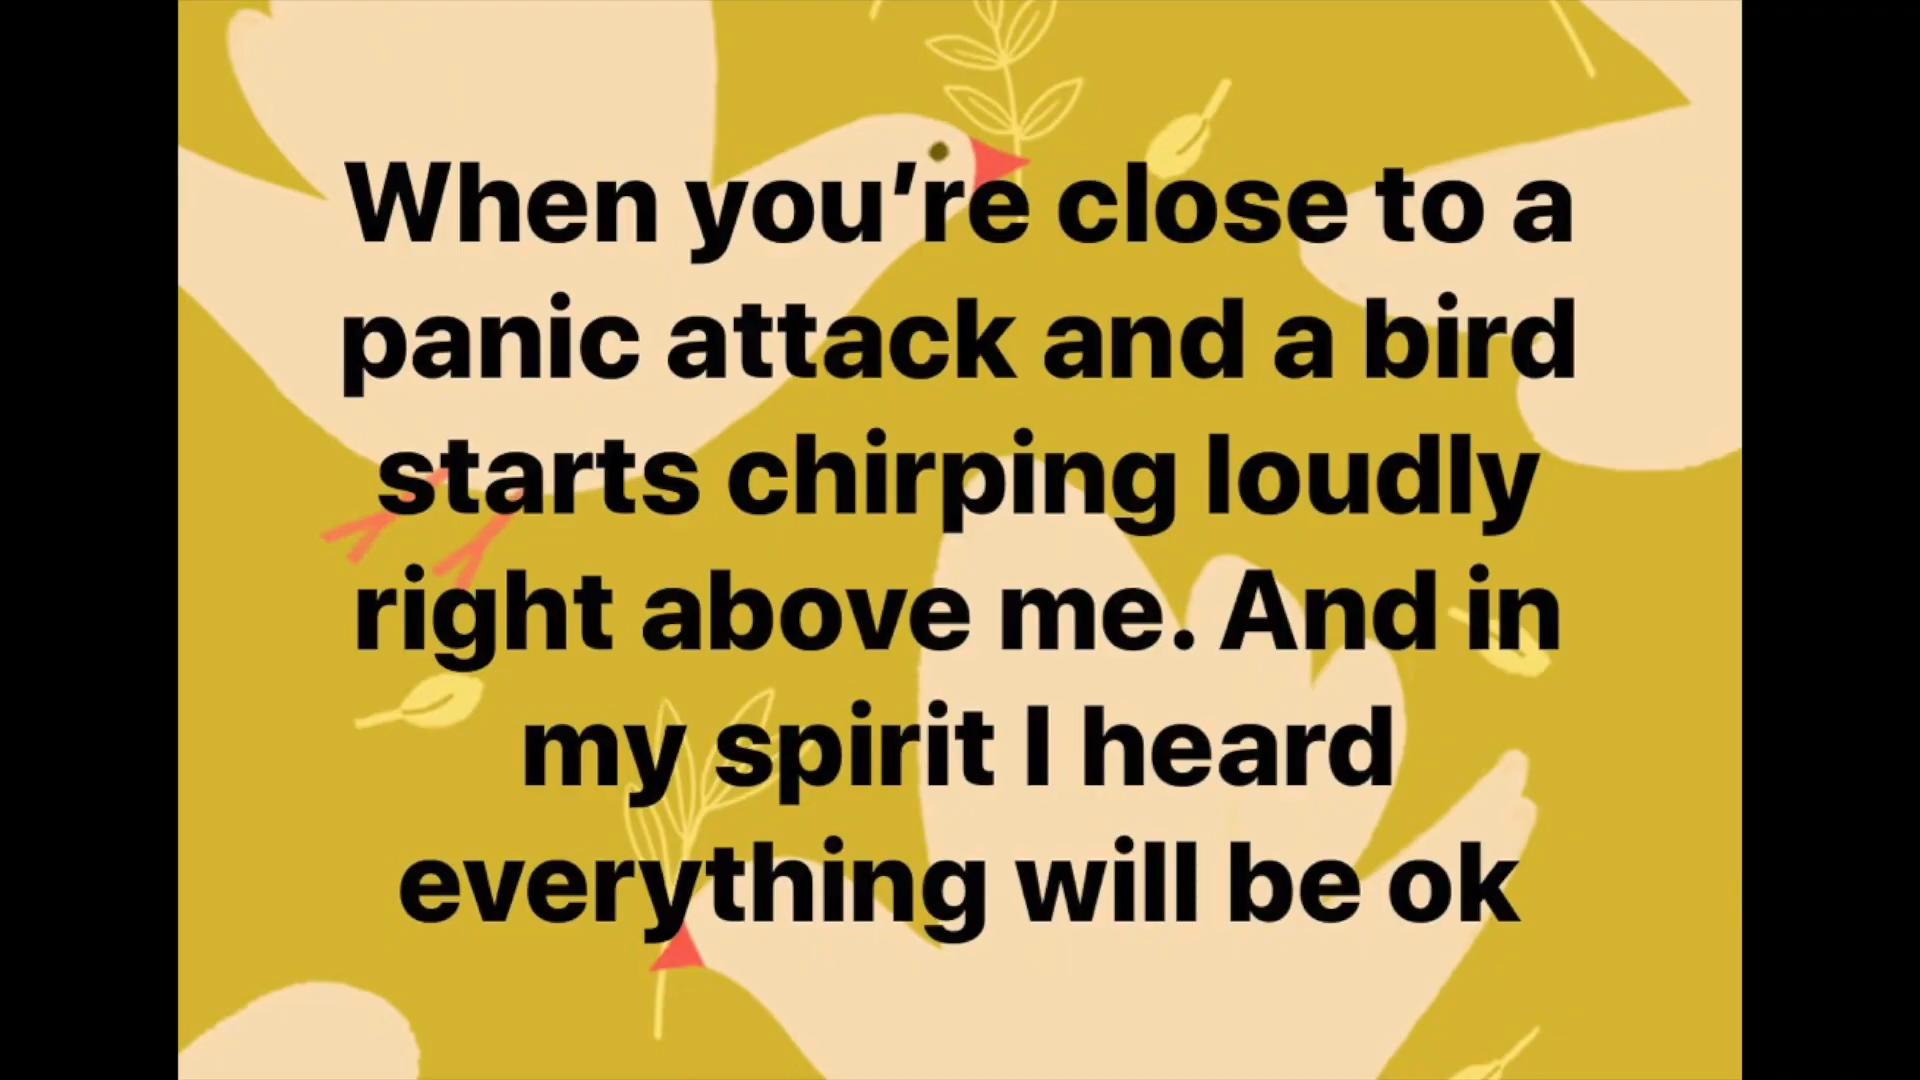 When you’re close to a
panic attack and a bird
starts chirping loudly
right above me. And in
my spirit I heard
everything will be ok